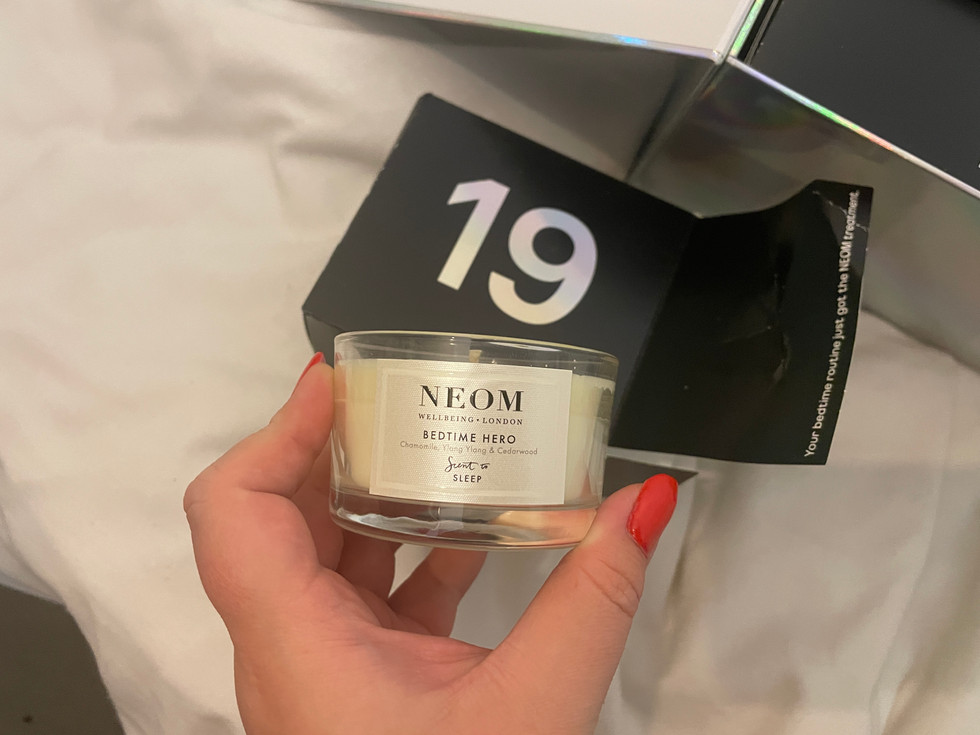 19
NEOM
WELLBEING • LONDON
BEDTIME HERO
Chamomile, Ylang Ylang & Cedarwood
Scent to
SLEEP
Your bedtime routine just got the NEOM treatment.